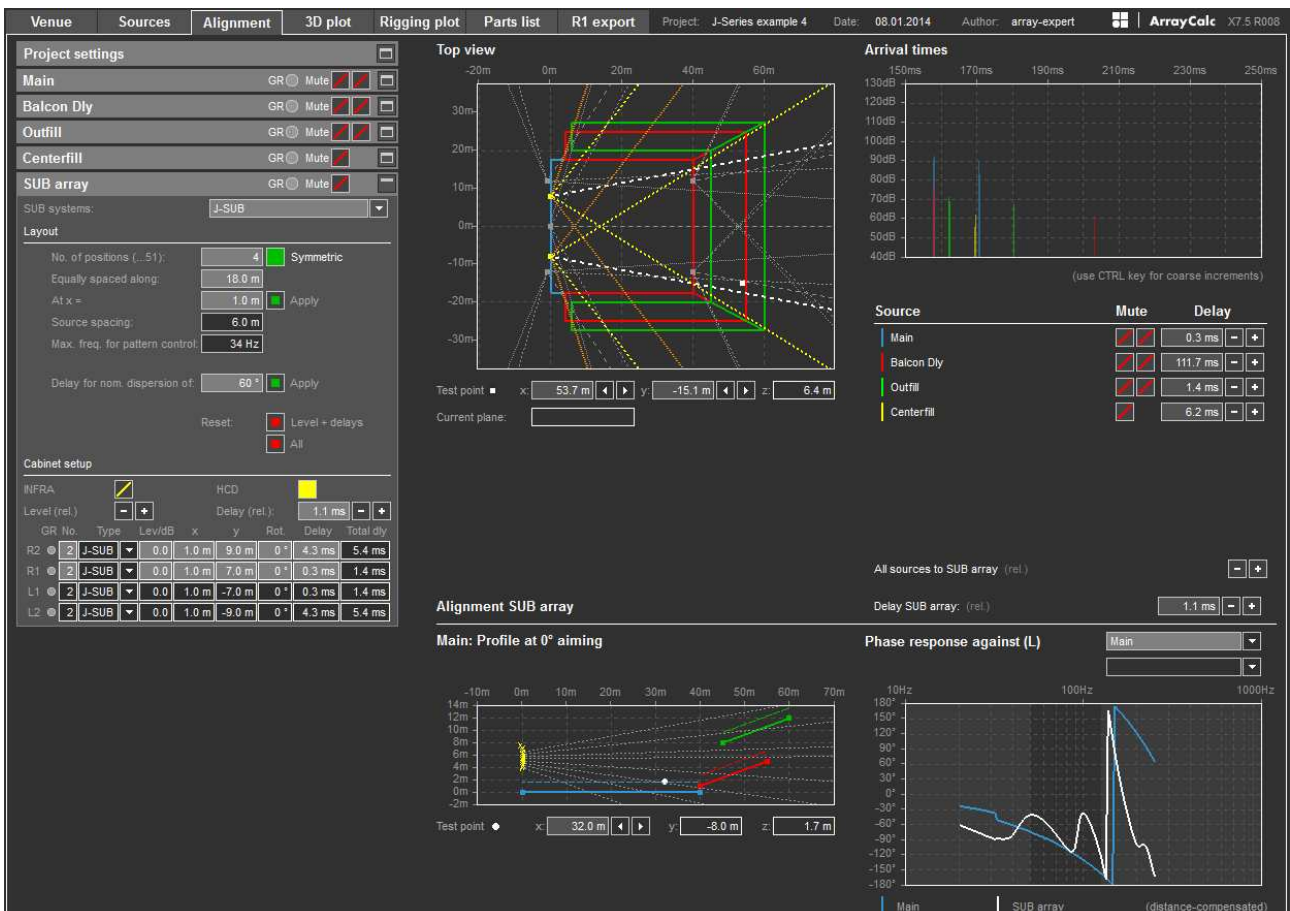 Venue Sources Alignment 3D plot Rigging plot Parts list R1 export Project: J-Series example 4 Date: 08.01.2014 Author: array-expert ArrayCalc X7.5 R008
Project settings
Main GR Mute
Balcon Dly GR Mute
Outfill GR Mute
Centerfill GR Mute
SUB array GR Mute
SUB systems: J-SUB
Layout
No. of positions (...51): 4 Symmetric
Equally spaced along: 18.0 m
At x = 1.0 m Apply
Source spacing: 6.0 m
Max. freq. for pattern control: 34 Hz
Delay for nom. dispersion of: 60 ° Apply
Reset: Level + delays
All
Cabinet setup
INFRA HCD
Level (rel.) - + Delay (rel.): 1.1 ms - +
GR No. Type Lev/dB x y Rot. Delay Total dly
R2 2 J-SUB 0.0 1.0 m 9.0 m 0 ° 4.3 ms 5.4 ms
R1 2 J-SUB 0.0 1.0 m 7.0 m 0 ° 0.3 ms 1.4 ms
L1 2 J-SUB 0.0 1.0 m -7.0 m 0 ° 0.3 ms 1.4 ms
L2 2 J-SUB 0.0 1.0 m -9.0 m 0 ° 4.3 ms 5.4 ms
Top view
-20m 0m 20m 40m 60m
30m
20m
10m
0m
-10m
-20m
-30m
Test point x: 53.7 m y: -15.1 m z: 6.4 m
Current plane:
Arrival times
150ms 170ms 190ms 210ms 230ms 250ms
130dB
120dB
110dB
100dB
90dB
80dB
70dB
60dB
50dB
40dB
(use CTRL key for coarse increments)
Source Mute Delay
Main 0.3 ms - +
Balcon Dly 111.7 ms - +
Outfill 1.4 ms - +
Centerfill 6.2 ms - +
All sources to SUB array (rel.) - +
Alignment SUB array
Delay SUB array: (rel.) 1.1 ms - +
Main: Profile at 0° aiming
-10m 0m 10m 20m 30m 40m 50m 60m 70m
14m
12m
10m
8m
6m
4m
2m
0m
-2m
Test point x: 32.0 m y: -8.0 m z: 1.7 m
Phase response against (L) Main
10Hz 100Hz 1000Hz
180°
150°
120°
90°
60°
30°
0°
-30°
-60°
-90°
-120°
-150°
-180°
Main SUB array (distance-compensated)